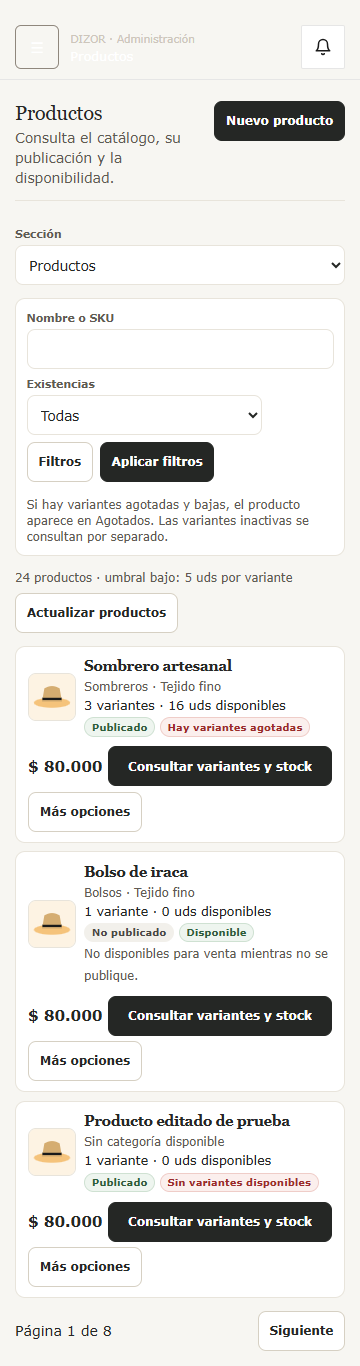 DIZOR · Administración
Productos
Productos
Nuevo producto
Consulta el catálogo, su
publicación y la
disponibilidad.
Sección
Productos
Nombre o SKU
Existencias
Todas
Filtros
Aplicar filtros
Si hay variantes agotadas y bajas, el producto
aparece en Agotados. Las variantes inactivas se
consultan por separado.
24 productos · umbral bajo: 5 uds por variante
Actualizar productos
Sombrero artesanal
Sombreros · Tejido fino
3 variantes · 16 uds disponibles
Publicado Hay variantes agotadas
$ 80.000 Consultar variantes y stock
Más opciones
Bolso de iraca
Bolsos · Tejido fino
1 variante · 0 uds disponibles
No publicado Disponible
No disponibles para venta mientras no se
publique.
$ 80.000 Consultar variantes y stock
Más opciones
Producto editado de prueba
Sin categoría disponible
1 variante · 0 uds disponibles
Publicado Sin variantes disponibles
$ 80.000 Consultar variantes y stock
Más opciones
Página 1 de 8 Siguiente